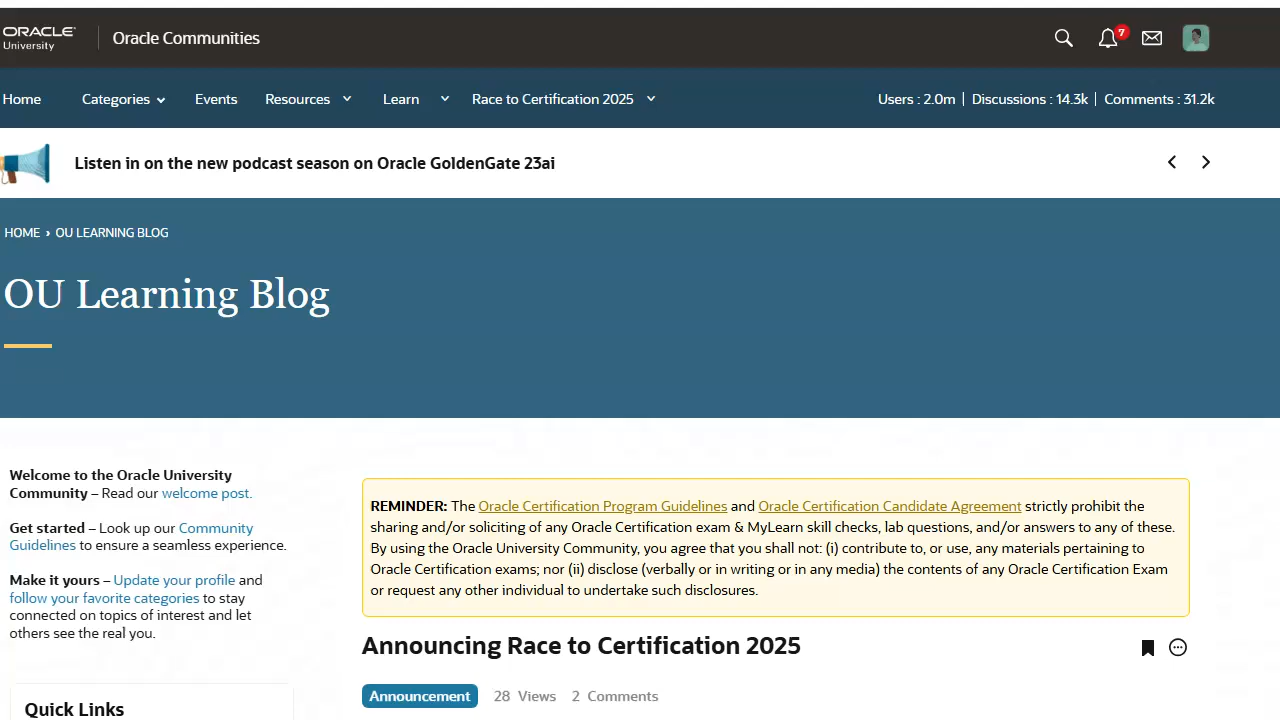 ORACLE
University
Oracle Communities
7
Home Categories Events Resources Learn Race to Certification 2025 Users : 2.0m | Discussions : 14.3k | Comments : 31.2k
Listen in on the new podcast season on Oracle GoldenGate 23ai
HOME › OU LEARNING BLOG
OU Learning Blog
Welcome to the Oracle University
Community – Read our welcome post.
Get started – Look up our Community
Guidelines to ensure a seamless experience.
Make it yours – Update your profile and
follow your favorite categories to stay
connected on topics of interest and let
others see the real you.
Quick Links
REMINDER: The Oracle Certification Program Guidelines and Oracle Certification Candidate Agreement strictly prohibit the
sharing and/or soliciting of any Oracle Certification exam & MyLearn skill checks, lab questions, and/or answers to any of these.
By using the Oracle University Community, you agree that you shall not: (i) contribute to, or use, any materials pertaining to
Oracle Certification exams; nor (ii) disclose (verbally or in writing or in any media) the contents of any Oracle Certification Exam
or request any other individual to undertake such disclosures.
Announcing Race to Certification 2025
Announcement 28 Views 2 Comments